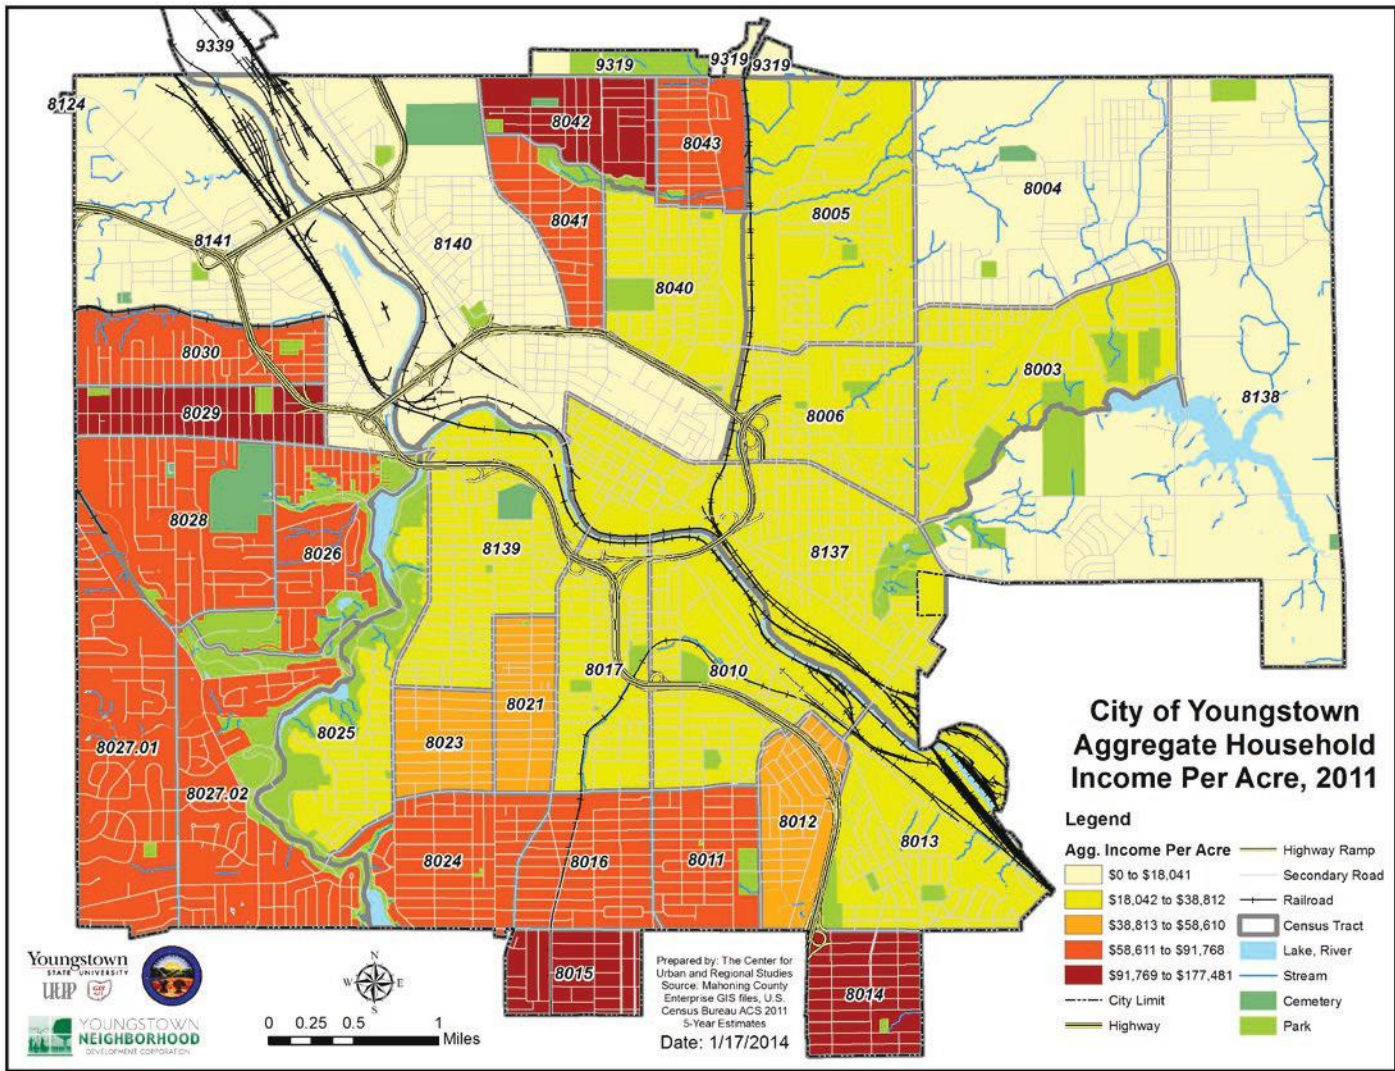 9339
9319
9319
9319
8124
8042
8043
8004
8005
8041
8141
8140
8040
8030
8003
8138
8029
8006
8028
8026
8139
8137
8017
8010
8021
8025
8023
8027.01
8027.02
8012
8013
8024
8016
8011
8015
8014
City of Youngstown
Aggregate Household
Income Per Acre, 2011
Legend
Agg. Income Per Acre
$0 to $18,041
$18,042 to $38,812
$38,813 to $58,610
$58,611 to $91,768
$91,769 to $177,481
City Limit
Highway
Highway Ramp
Secondary Road
Railroad
Census Tract
Lake, River
Stream
Cemetery
Park
Youngstown
STATE UNIVERSITY
YOUNGSTOWN
NEIGHBORHOOD
DEVELOPMENT CORPORATION
N
W E
S
0 0.25 0.5 1
Miles
Prepared by: The Center for
Urban and Regional Studies
Source: Mahoning County
Enterprise GIS files, U.S.
Census Bureau ACS 2011
5-Year Estimates
Date: 1/17/2014